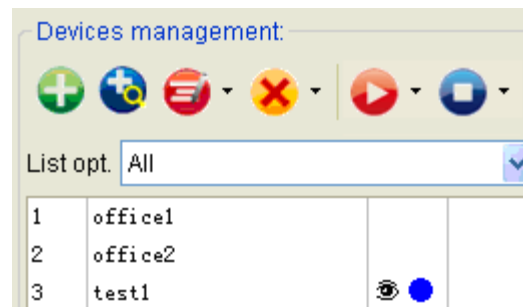 Devices management:
List opt. All
1 office1
2 office2
3 test1